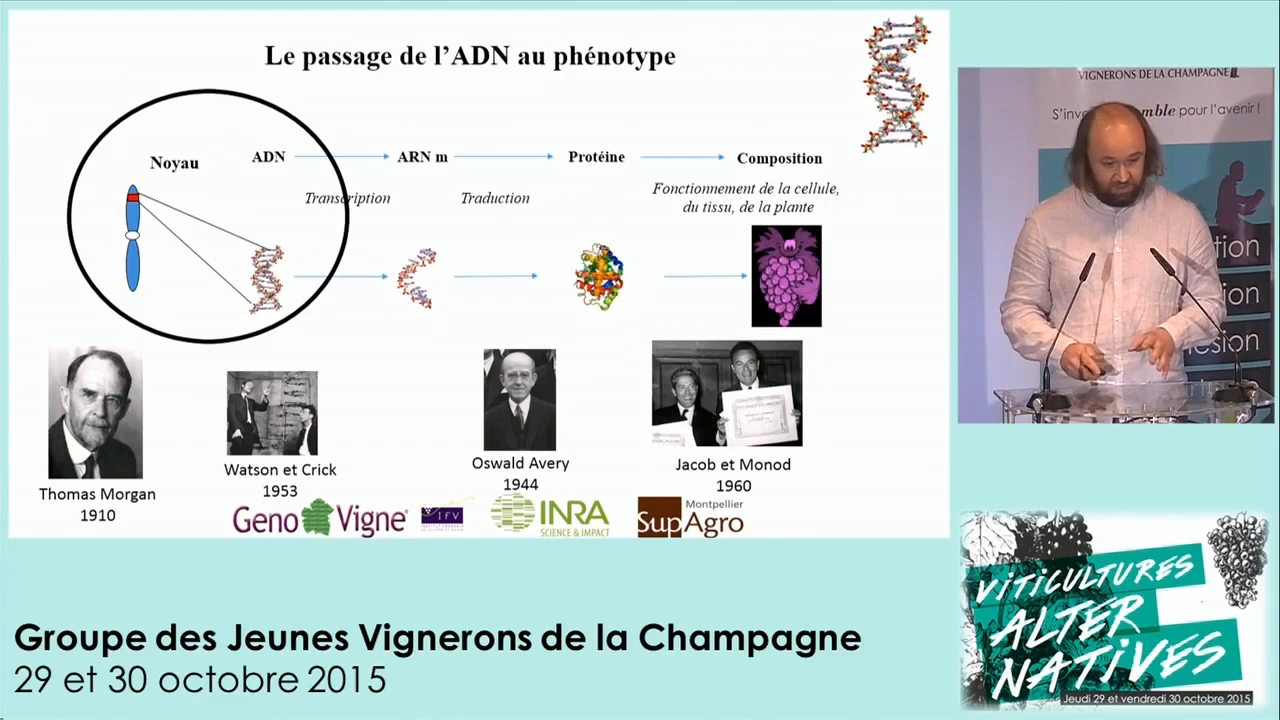 Le passage de l'ADN au phénotype
Noyau
ADN
ARN m
Protéine
Composition
Transcription
Traduction
Fonctionnement de la cellule,
du tissu, de la plante
Thomas Morgan
1910
Watson et Crick
1953
Oswald Avery
1944
Jacob et Monod
1960
Geno Vigne
IFV
INRA
SCIENCE & IMPACT
Montpellier
SupAgro
VIGNERONS DE LA CHAMPAGNE
pour l'avenir !
VITICULTURES
ALTER
NATIVES
Jeudi 29 et vendredi 30 octobre 2015
Groupe des Jeunes Vignerons de la Champagne
29 et 30 octobre 2015